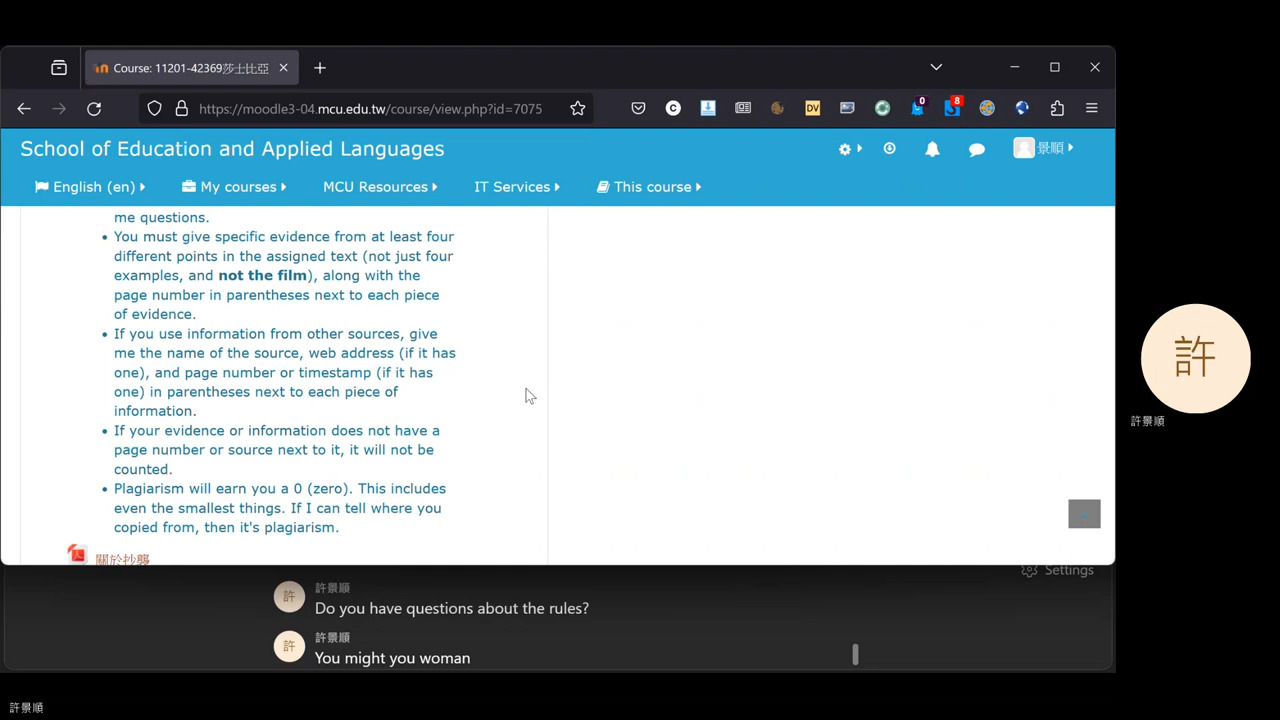 Course: 11201-42369莎士比亞
https://moodle3-04.mcu.edu.tw/course/view.php?id=7075
C
DV
0
8
School of Education and Applied Languages
景順
English (en)
My courses
MCU Resources
IT Services
This course
me questions.
You must give specific evidence from at least four
different points in the assigned text (not just four
examples, and not the film), along with the
page number in parentheses next to each piece
of evidence.
If you use information from other sources, give
me the name of the source, web address (if it has
one), and page number or timestamp (if it has
one) in parentheses next to each piece of
information.
If your evidence or information does not have a
page number or source next to it, it will not be
counted.
Plagiarism will earn you a 0 (zero). This includes
even the smallest things. If I can tell where you
copied from, then it's plagiarism.
關於抄襲
Settings
許
許景順
Do you have questions about the rules?
許
許景順
You might you woman
許
許景順
許景順